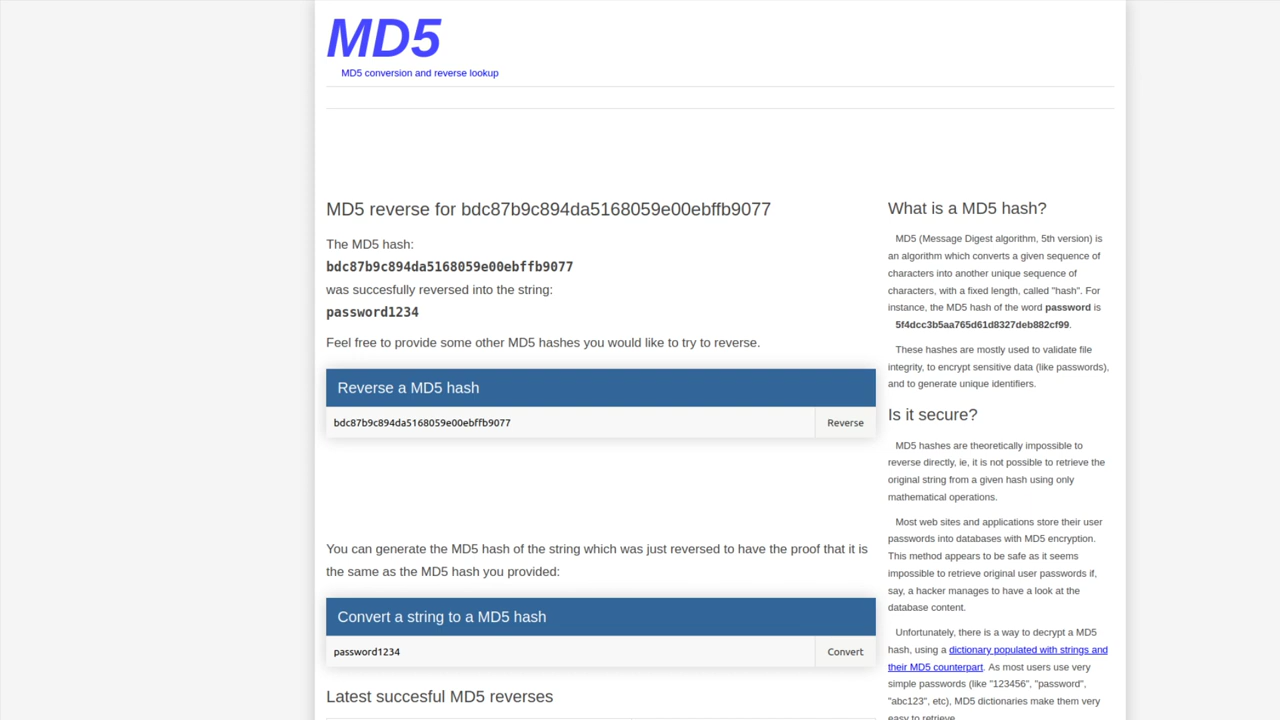 MD5
MD5 conversion and reverse lookup
MD5 reverse for bdc87b9c894da5168059e00ebffb9077
The MD5 hash:
bdc87b9c894da5168059e00ebffb9077
was succesfully reversed into the string:
password1234
Feel free to provide some other MD5 hashes you would like to try to reverse.
Reverse a MD5 hash
bdc87b9c894da5168059e00ebffb9077
Reverse
You can generate the MD5 hash of the string which was just reversed to have the proof that it is
the same as the MD5 hash you provided:
Convert a string to a MD5 hash
password1234
Convert
Latest succesful MD5 reverses
What is a MD5 hash?
MD5 (Message Digest algorithm, 5th version) is
an algorithm which converts a given sequence of
characters into another unique sequence of
characters, with a fixed length, called "hash". For
instance, the MD5 hash of the word password is
5f4dcc3b5aa765d61d8327deb882cf99.
These hashes are mostly used to validate file
integrity, to encrypt sensitive data (like passwords),
and to generate unique identifiers.
Is it secure?
MD5 hashes are theoretically impossible to
reverse directly, ie, it is not possible to retrieve the
original string from a given hash using only
mathematical operations.
Most web sites and applications store their user
passwords into databases with MD5 encryption.
This method appears to be safe as it seems
impossible to retrieve original user passwords if,
say, a hacker manages to have a look at the
database content.
Unfortunately, there is a way to decrypt a MD5
hash, using a dictionary populated with strings and
their MD5 counterpart. As most users use very
simple passwords (like "123456", "password",
"abc123", etc), MD5 dictionaries make them very
easy to retrieve.